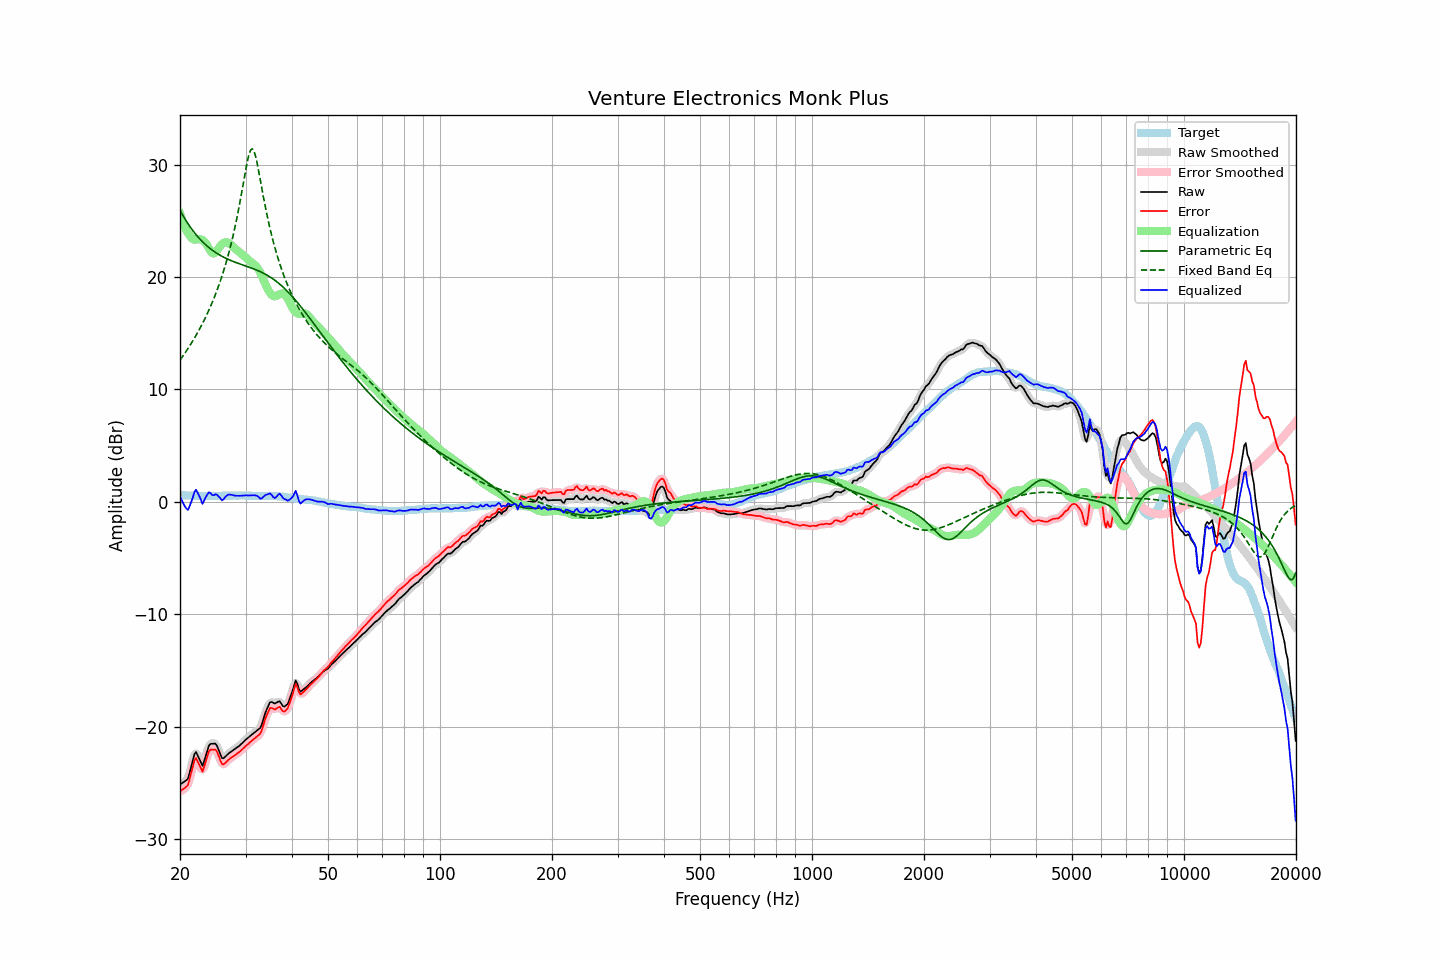 Venture Electronics Monk Plus
Amplitude (dBr)
30
20
10
0
−10
−20
−30
20
50
100
200
500
1000
2000
5000
10000
20000
Frequency (Hz)
Target
Raw Smoothed
Error Smoothed
Raw
Error
Equalization
Parametric Eq
Fixed Band Eq
Equalized